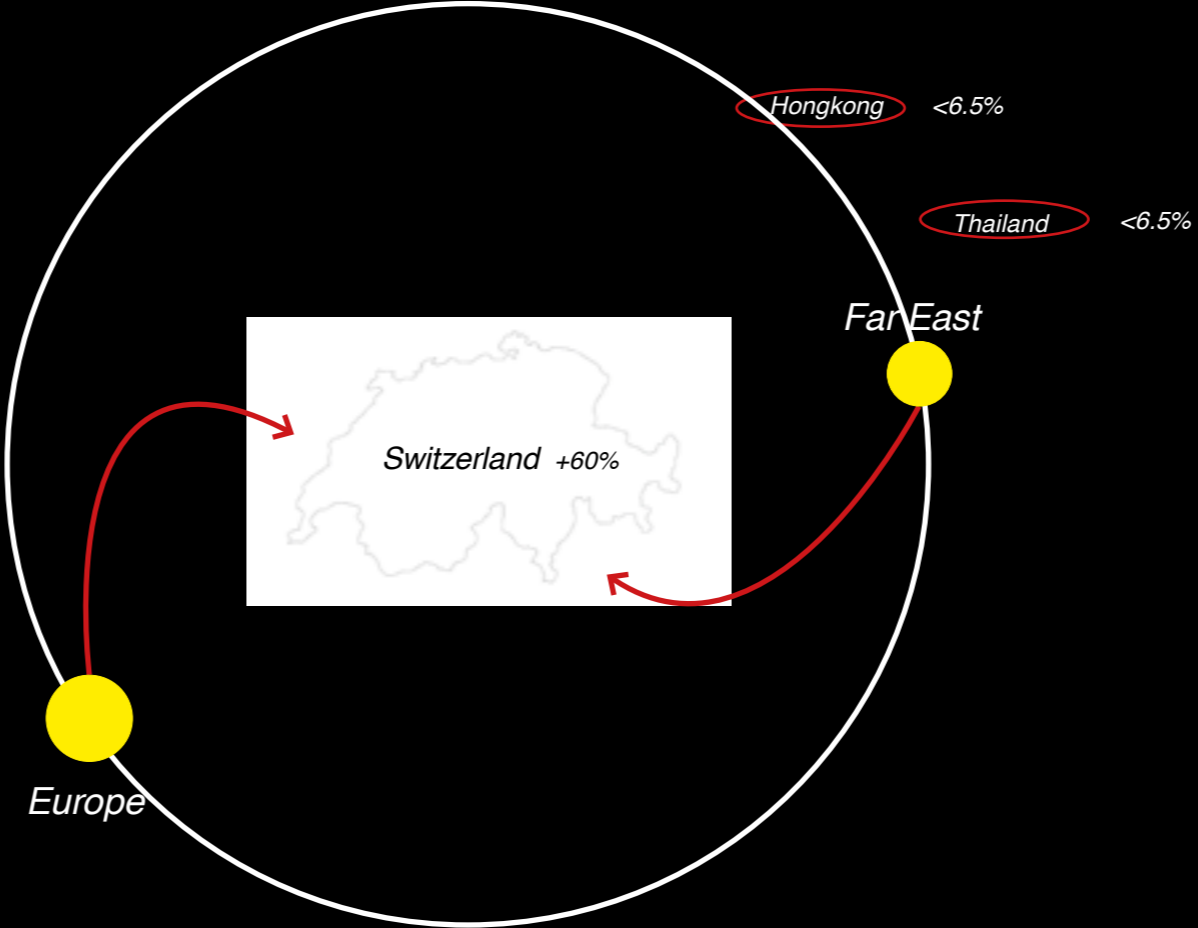 Hongkong <6.5%
Thailand <6.5%
Far East
Switzerland +60%
Europe